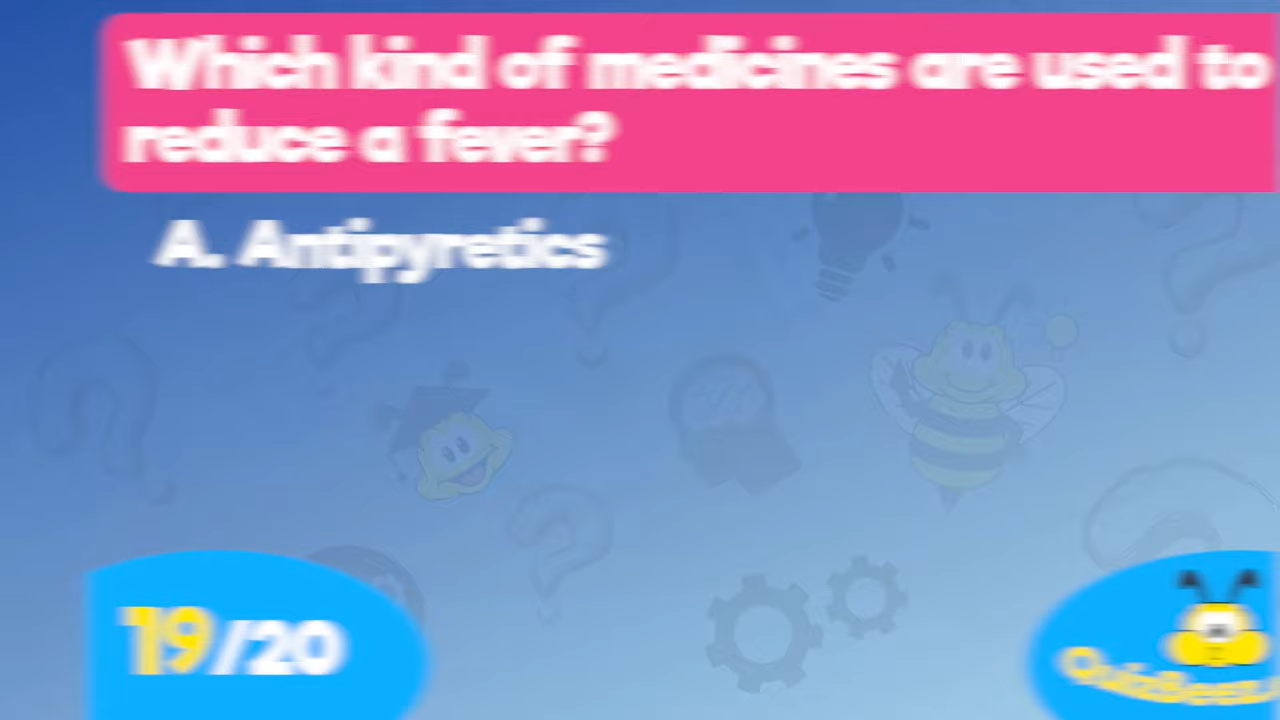 Which kind of medicines are used to
reduce a fever?
A. Antipyretics
19/20